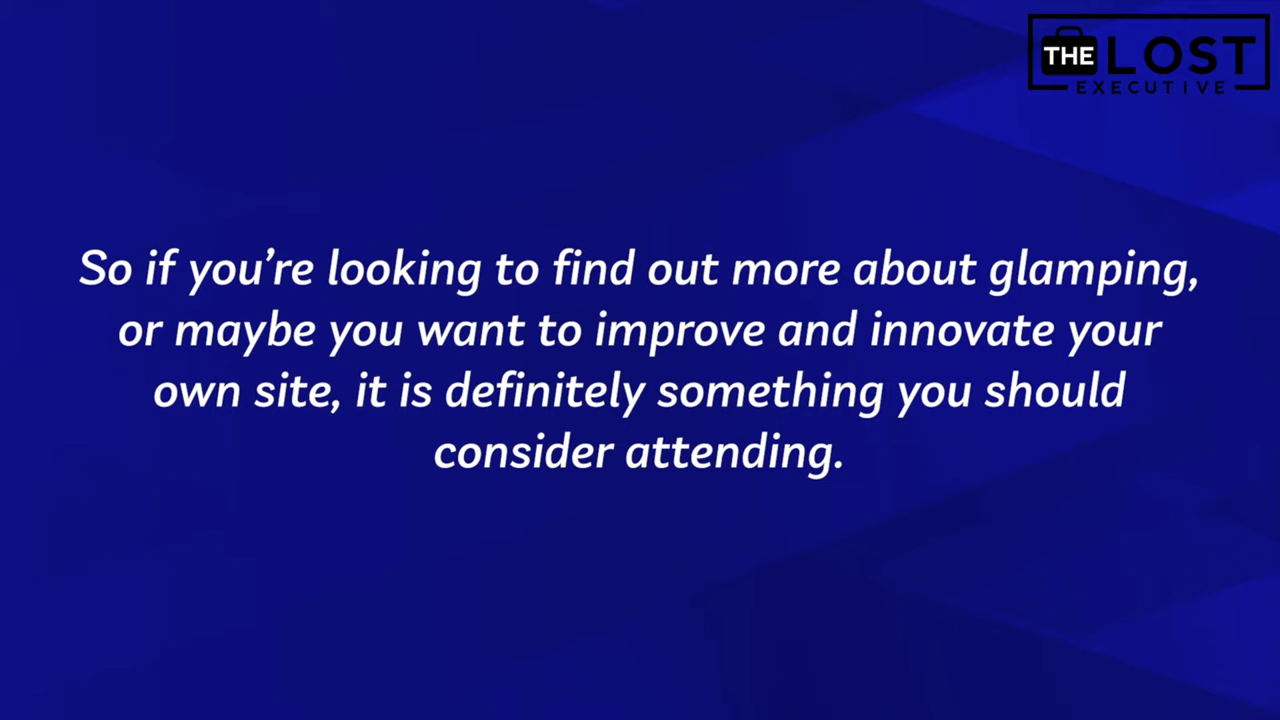 THE LOST
EXECUTIVE
So if you’re looking to find out more about glamping,
or maybe you want to improve and innovate your
own site, it is definitely something you should
consider attending.